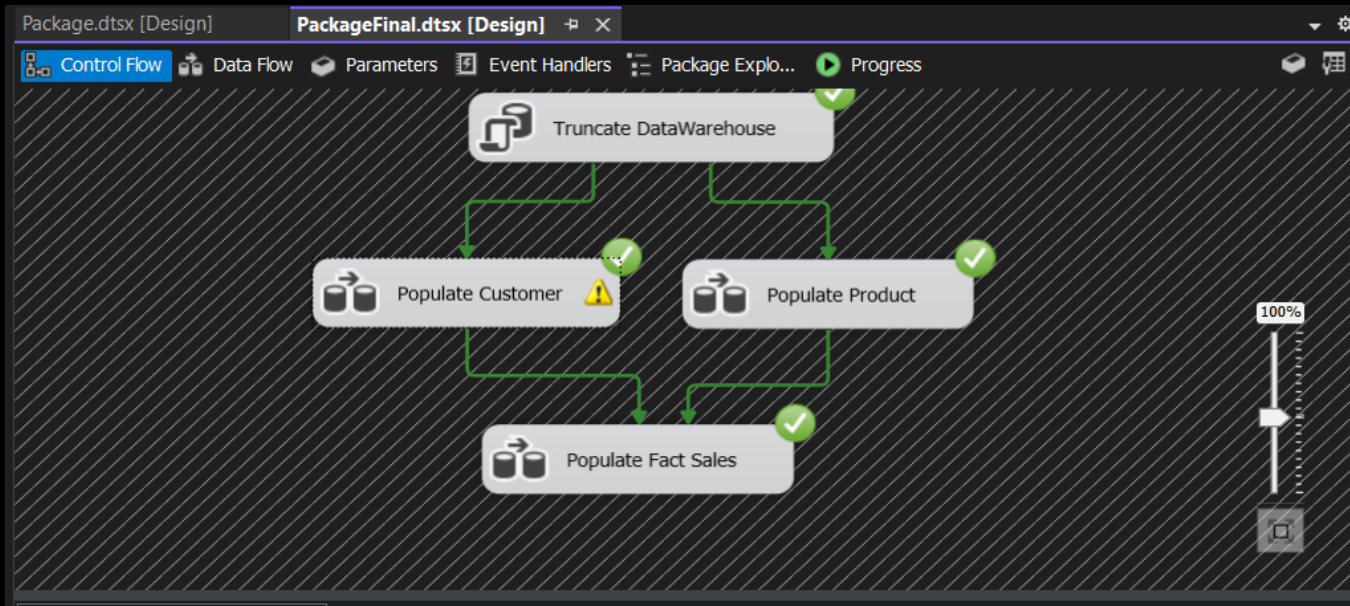 Package.dtsx [Design]
PackageFinal.dtsx [Design]
Control Flow
Data Flow
Parameters
Event Handlers
Package Explo...
Progress
Truncate DataWarehouse
Populate Customer
Populate Product
100%
Populate Fact Sales